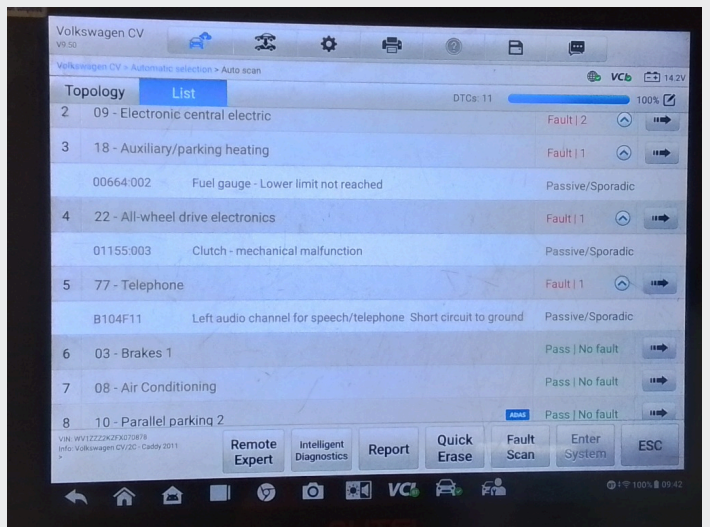 Volkswagen CV
V9.50
Volkswagen CV > Automatic selection > Auto scan
VCI 14.2V
Topology List DTCs: 11 100%
2 09 - Electronic central electric Fault | 2
3 18 - Auxiliary/parking heating Fault | 1
00664:002 Fuel gauge - Lower limit not reached Passive/Sporadic
4 22 - All-wheel drive electronics Fault | 1
01155:003 Clutch - mechanical malfunction Passive/Sporadic
5 77 - Telephone Fault | 1
B104F11 Left audio channel for speech/telephone Short circuit to ground Passive/Sporadic
6 03 - Brakes 1 Pass | No fault
7 08 - Air Conditioning Pass | No fault
8 10 - Parallel parking 2 ADAS Pass | No fault
VIN: WV1ZZZ2KZFX070878
Info: Volkswagen CV/2C - Caddy 2011
>
Remote Expert Intelligent Diagnostics Report Quick Erase Fault Scan Enter System ESC
VCI 100% 09:42